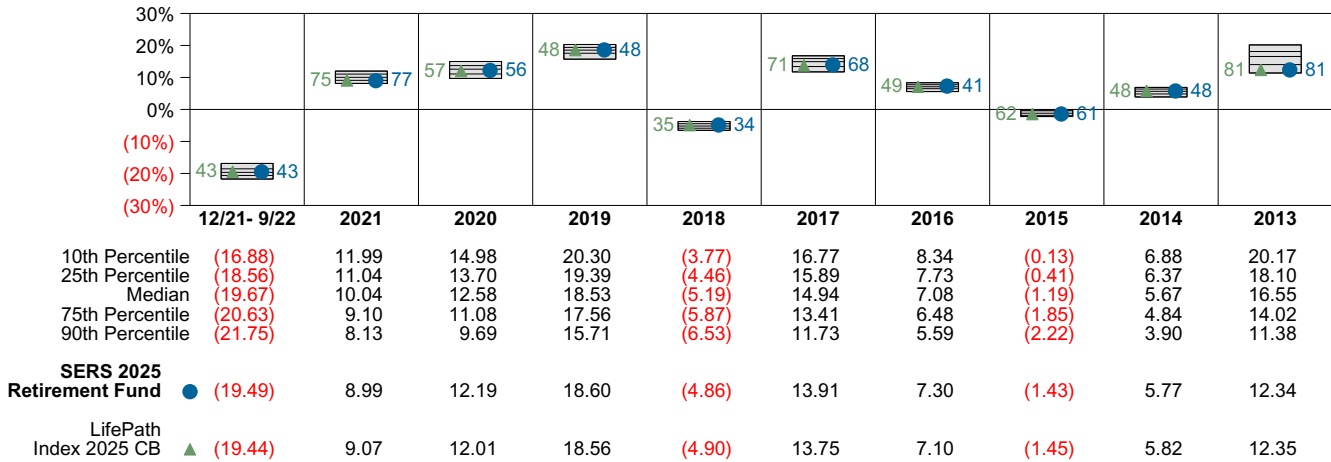 30%
20%
10%
0%
(10%)
(20%)
(30%)
43 43
75 77
57 56
48 48
35 34
71 68
49 41
62 61
48 48
81 81
12/21- 9/22 2021 2020 2019 2018 2017 2016 2015 2014 2013
10th Percentile (16.88) 11.99 14.98 20.30 (3.77) 16.77 8.34 (0.13) 6.88 20.17
25th Percentile (18.56) 11.04 13.70 19.39 (4.46) 15.89 7.73 (0.41) 6.37 18.10
Median (19.67) 10.04 12.58 18.53 (5.19) 14.94 7.08 (1.19) 5.67 16.55
75th Percentile (20.63) 9.10 11.08 17.56 (5.87) 13.41 6.48 (1.85) 4.84 14.02
90th Percentile (21.75) 8.13 9.69 15.71 (6.53) 11.73 5.59 (2.22) 3.90 11.38
SERS 2025
Retirement Fund (19.49) 8.99 12.19 18.60 (4.86) 13.91 7.30 (1.43) 5.77 12.34
LifePath
Index 2025 CB (19.44) 9.07 12.01 18.56 (4.90) 13.75 7.10 (1.45) 5.82 12.35